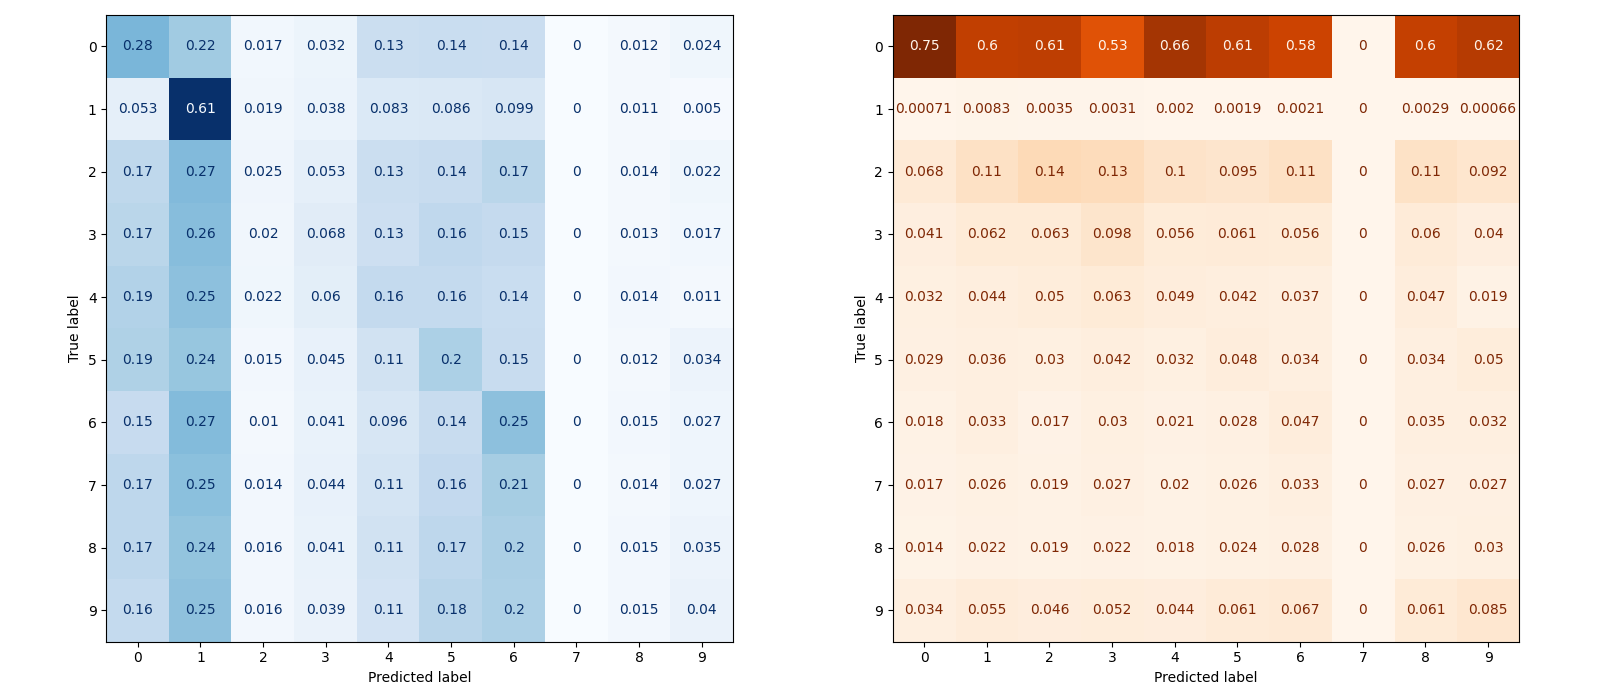 0 0.28 0.22 0.017 0.032 0.13 0.14 0.14 0 0.012 0.024
1 0.053 0.61 0.019 0.038 0.083 0.086 0.099 0 0.011 0.005
2 0.17 0.27 0.025 0.053 0.13 0.14 0.17 0 0.014 0.022
3 0.17 0.26 0.02 0.068 0.13 0.16 0.15 0 0.013 0.017
4 0.19 0.25 0.022 0.06 0.16 0.16 0.14 0 0.014 0.011
5 0.19 0.24 0.015 0.045 0.11 0.2 0.15 0 0.012 0.034
6 0.15 0.27 0.01 0.041 0.096 0.14 0.25 0 0.015 0.027
7 0.17 0.25 0.014 0.044 0.11 0.16 0.21 0 0.014 0.027
8 0.17 0.24 0.016 0.041 0.11 0.17 0.2 0 0.015 0.035
9 0.16 0.25 0.016 0.039 0.11 0.18 0.2 0 0.015 0.04
0 1 2 3 4 5 6 7 8 9
Predicted label
True label
0 0.75 0.6 0.61 0.53 0.66 0.61 0.58 0 0.6 0.62
1 0.00071 0.0083 0.0035 0.0031 0.002 0.0019 0.0021 0 0.0029 0.00066
2 0.068 0.11 0.14 0.13 0.1 0.095 0.11 0 0.11 0.092
3 0.041 0.062 0.063 0.098 0.056 0.061 0.056 0 0.06 0.04
4 0.032 0.044 0.05 0.063 0.049 0.042 0.037 0 0.047 0.019
5 0.029 0.036 0.03 0.042 0.032 0.048 0.034 0 0.034 0.05
6 0.018 0.033 0.017 0.03 0.021 0.028 0.047 0 0.035 0.032
7 0.017 0.026 0.019 0.027 0.02 0.026 0.033 0 0.027 0.027
8 0.014 0.022 0.019 0.022 0.018 0.024 0.028 0 0.026 0.03
9 0.034 0.055 0.046 0.052 0.044 0.061 0.067 0 0.061 0.085
0 1 2 3 4 5 6 7 8 9
Predicted label
True label